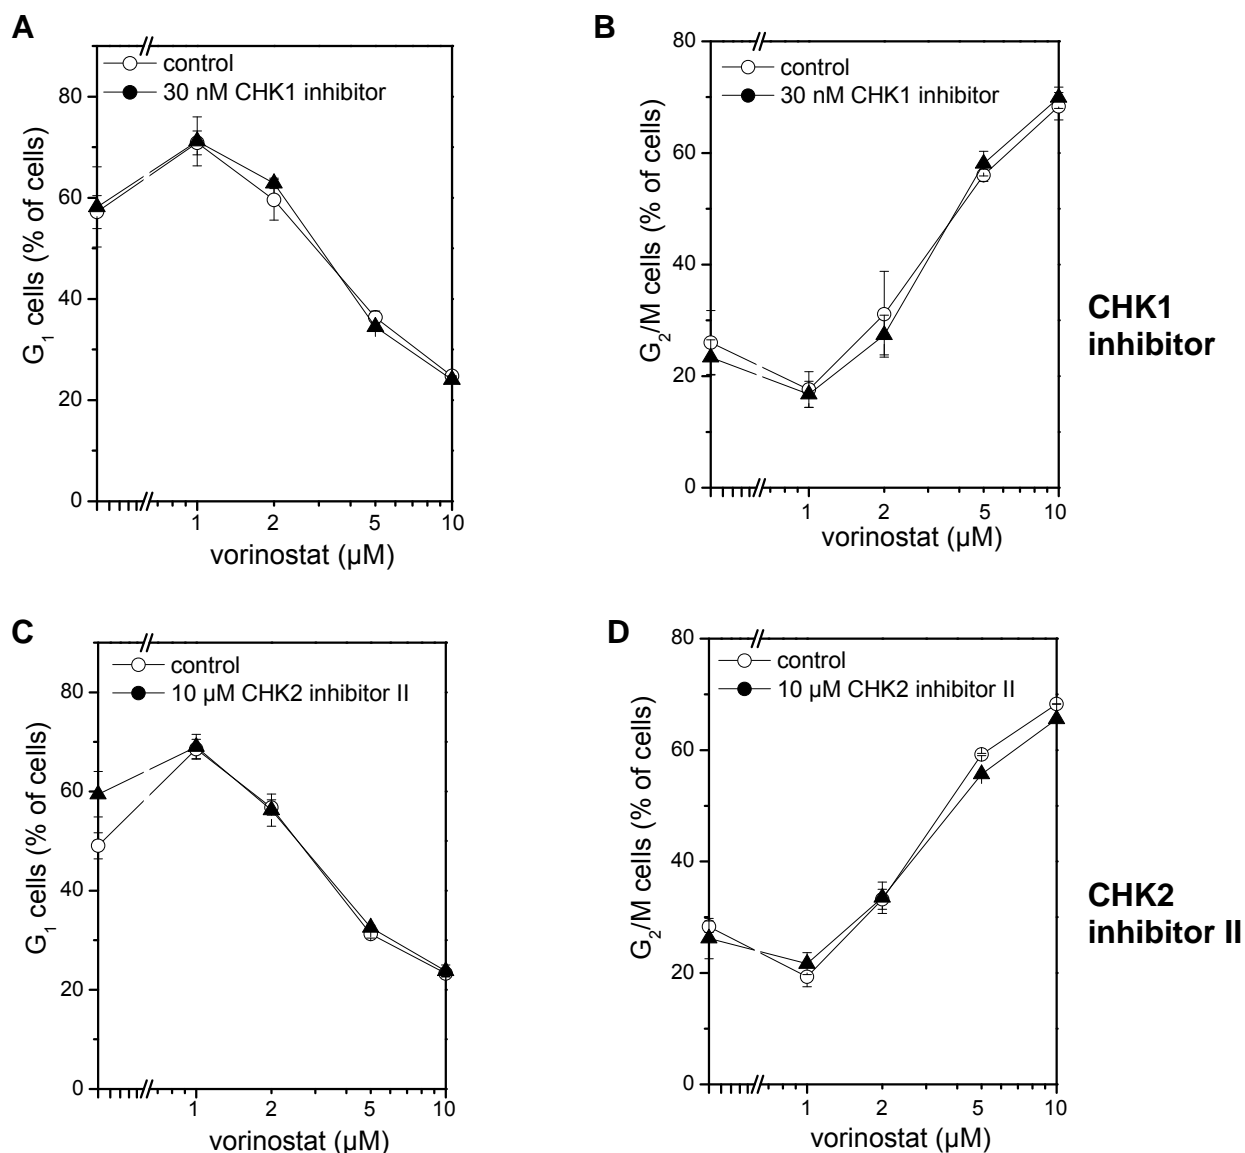 A
control
30 nM CHK1 inhibitor
G1 cells (% of cells)
80
60
40
20
0
1 2 5 10
vorinostat (µM)
B
control
30 nM CHK1 inhibitor
G2/M cells (% of cells)
80
60
40
20
0
1 2 5 10
vorinostat (µM)
CHK1
inhibitor
C
control
10 µM CHK2 inhibitor II
G1 cells (% of cells)
80
60
40
20
0
1 2 5 10
vorinostat (µM)
D
control
10 µM CHK2 inhibitor II
G2/M cells (% of cells)
80
60
40
20
0
1 2 5 10
vorinostat (µM)
CHK2
inhibitor II